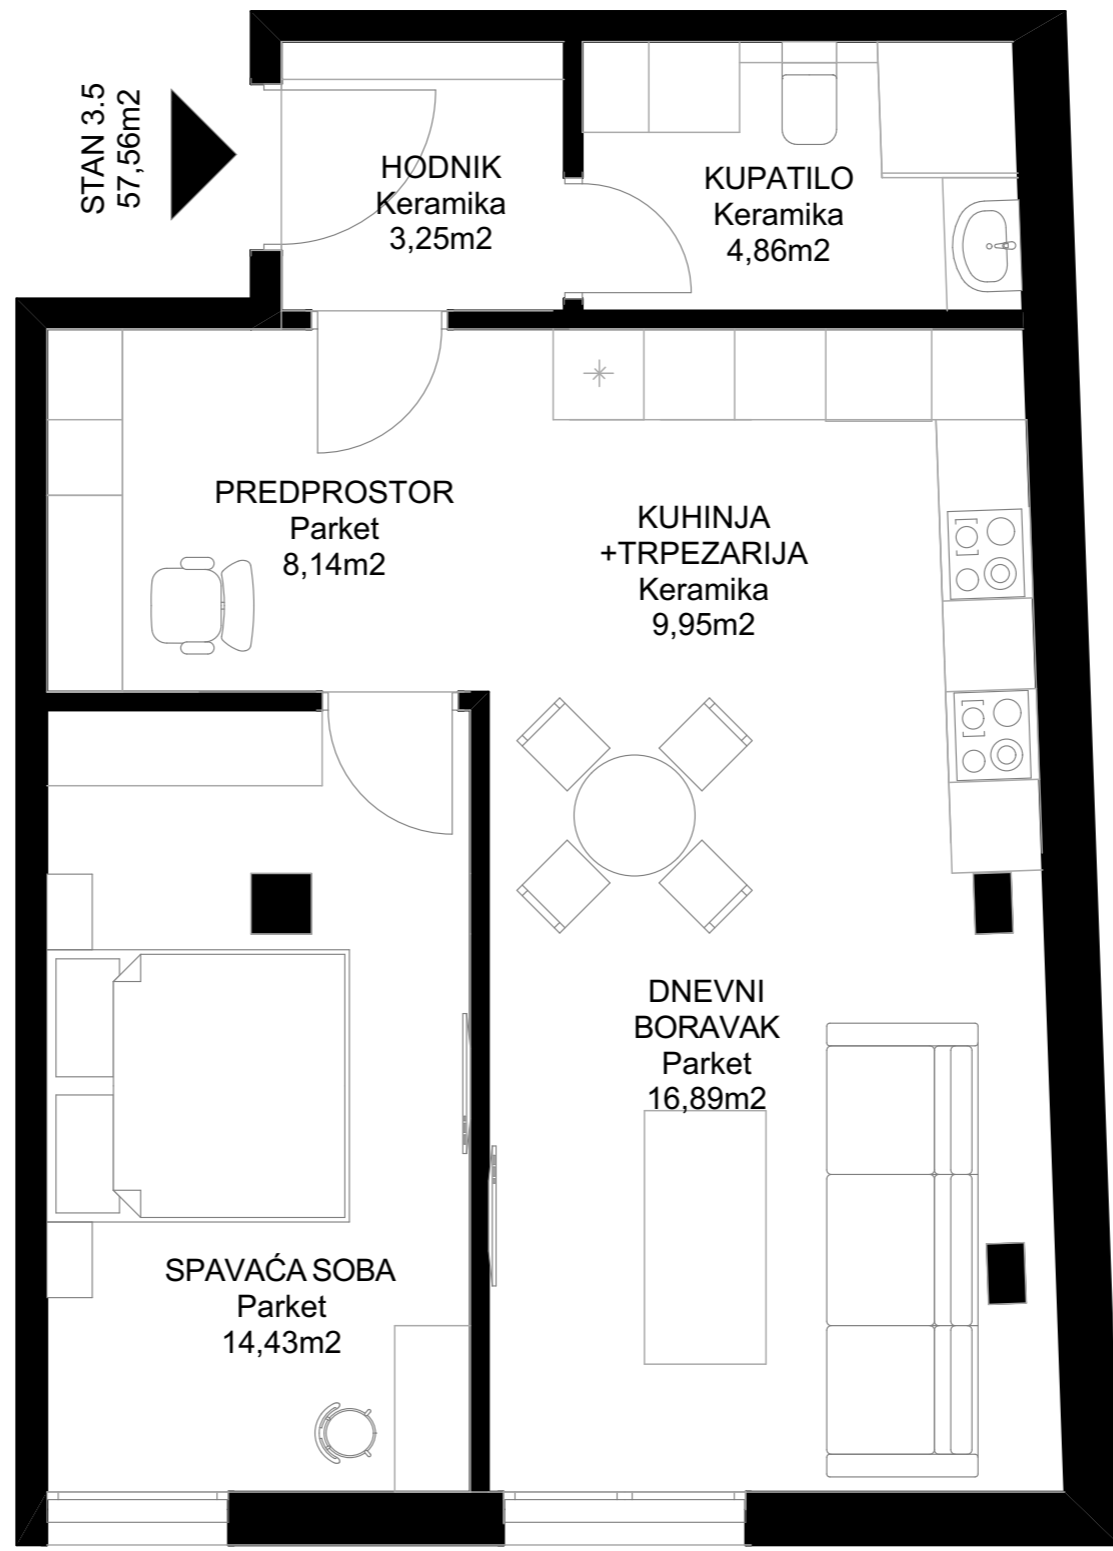 STAN 3.5
57,56m2
HODNIK
Keramika
3,25m2
KUPATILO
Keramika
4,86m2
PREDPROSTOR
Parket
8,14m2
KUHINJA
+TRPEZARIJA
Keramika
9,95m2
DNEVNI
BORAVAK
Parket
16,89m2
SPAVAĆA SOBA
Parket
14,43m2